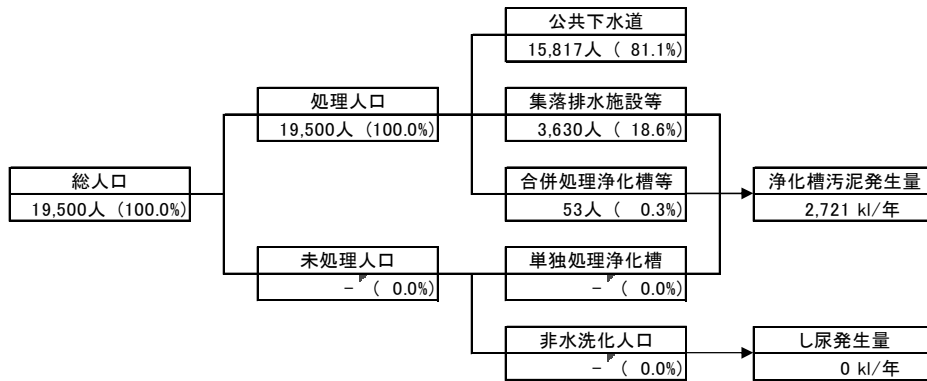 公共下水道
15,817人 ( 81.1%)
処理人口
19,500人 (100.0%)
集落排水施設等
3,630人 ( 18.6%)
総人口
19,500人 (100.0%)
合併処理浄化槽等
53人 ( 0.3%)
浄化槽汚泥発生量
2,721 kl/年
未処理人口
- ( 0.0%)
単独処理浄化槽
- ( 0.0%)
非水洗化人口
- ( 0.0%)
し尿発生量
0 kl/年